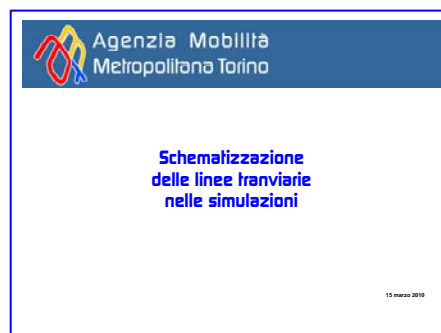 Agenzia Mobilità
Metropolitana Torino
Schematizzazione
delle linee tranviarie
nelle simulazioni
15 marzo 2010